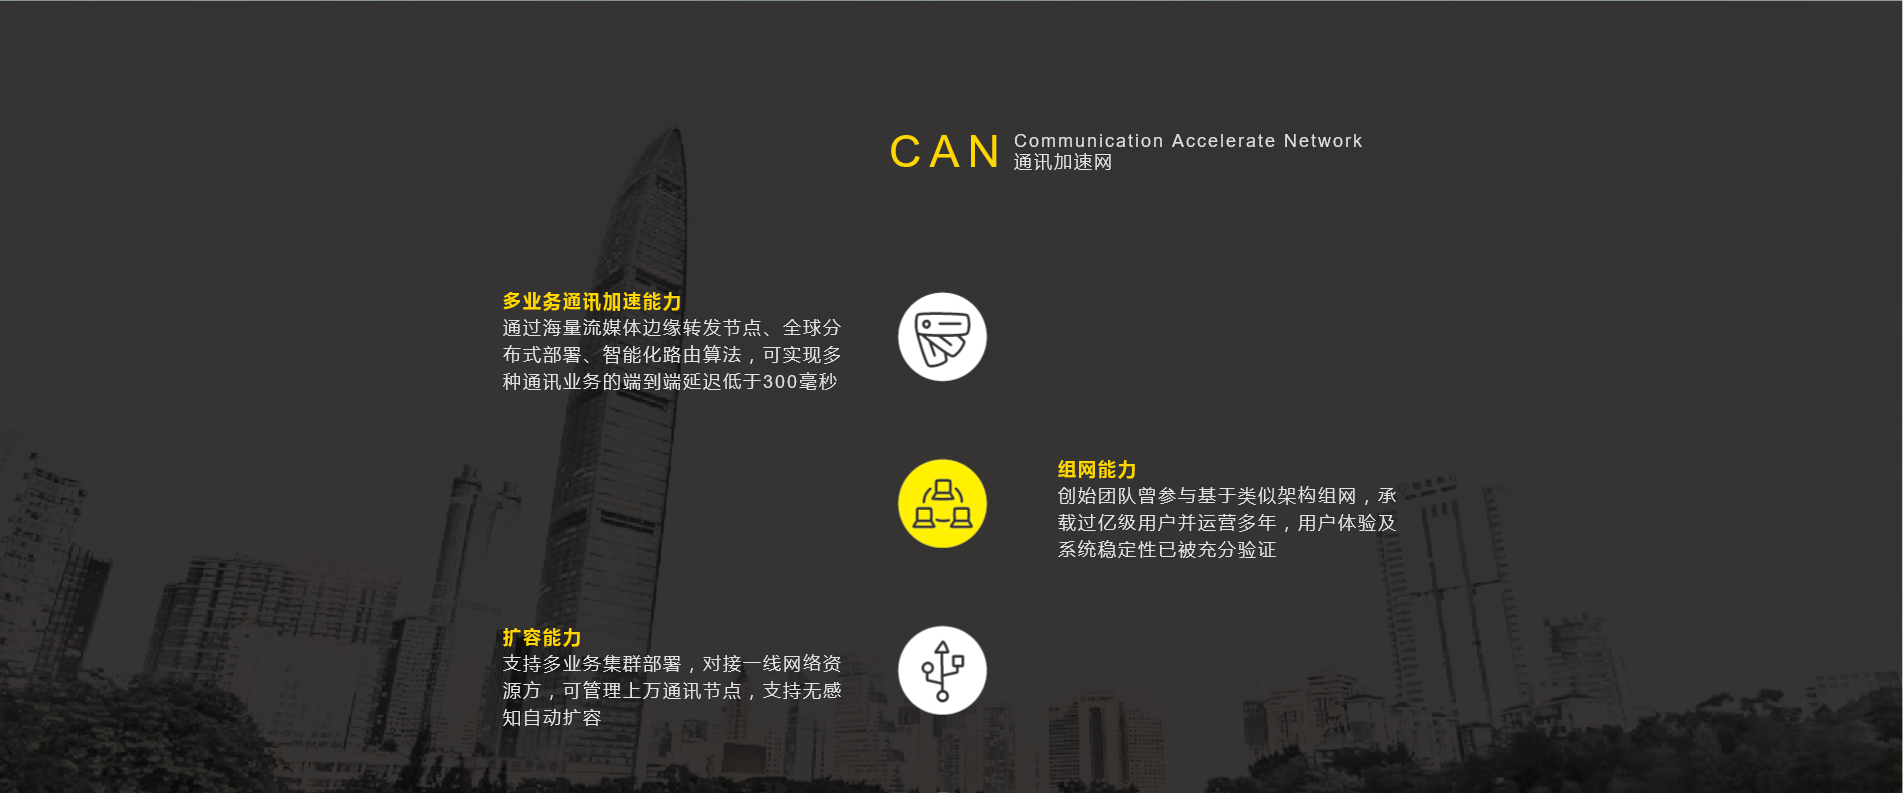 CAN
Communication Accelerate Network
通讯加速网
多业务通讯加速能力
通过海量流媒体边缘转发节点、全球分
布式部署、智能化路由算法，可实现多
种通讯业务的端到端延迟低于300毫秒
组网能力
创始团队曾参与基于类似架构组网，承
载过亿级用户并运营多年，用户体验及
系统稳定性已被充分验证
扩容能力
支持多业务集群部署，对接一线网络资
源方，可管理上万通讯节点，支持无感
知自动扩容